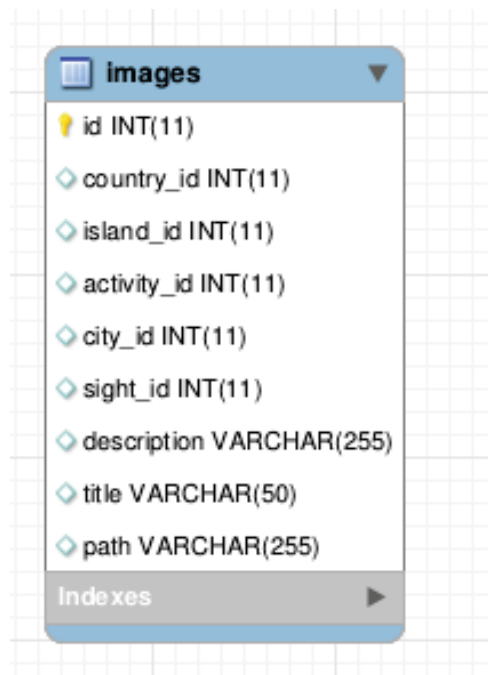 images
id INT(11)
country_id INT(11)
island_id INT(11)
activity_id INT(11)
city_id INT(11)
sight_id INT(11)
description VARCHAR(255)
title VARCHAR(50)
path VARCHAR(255)
Indexes